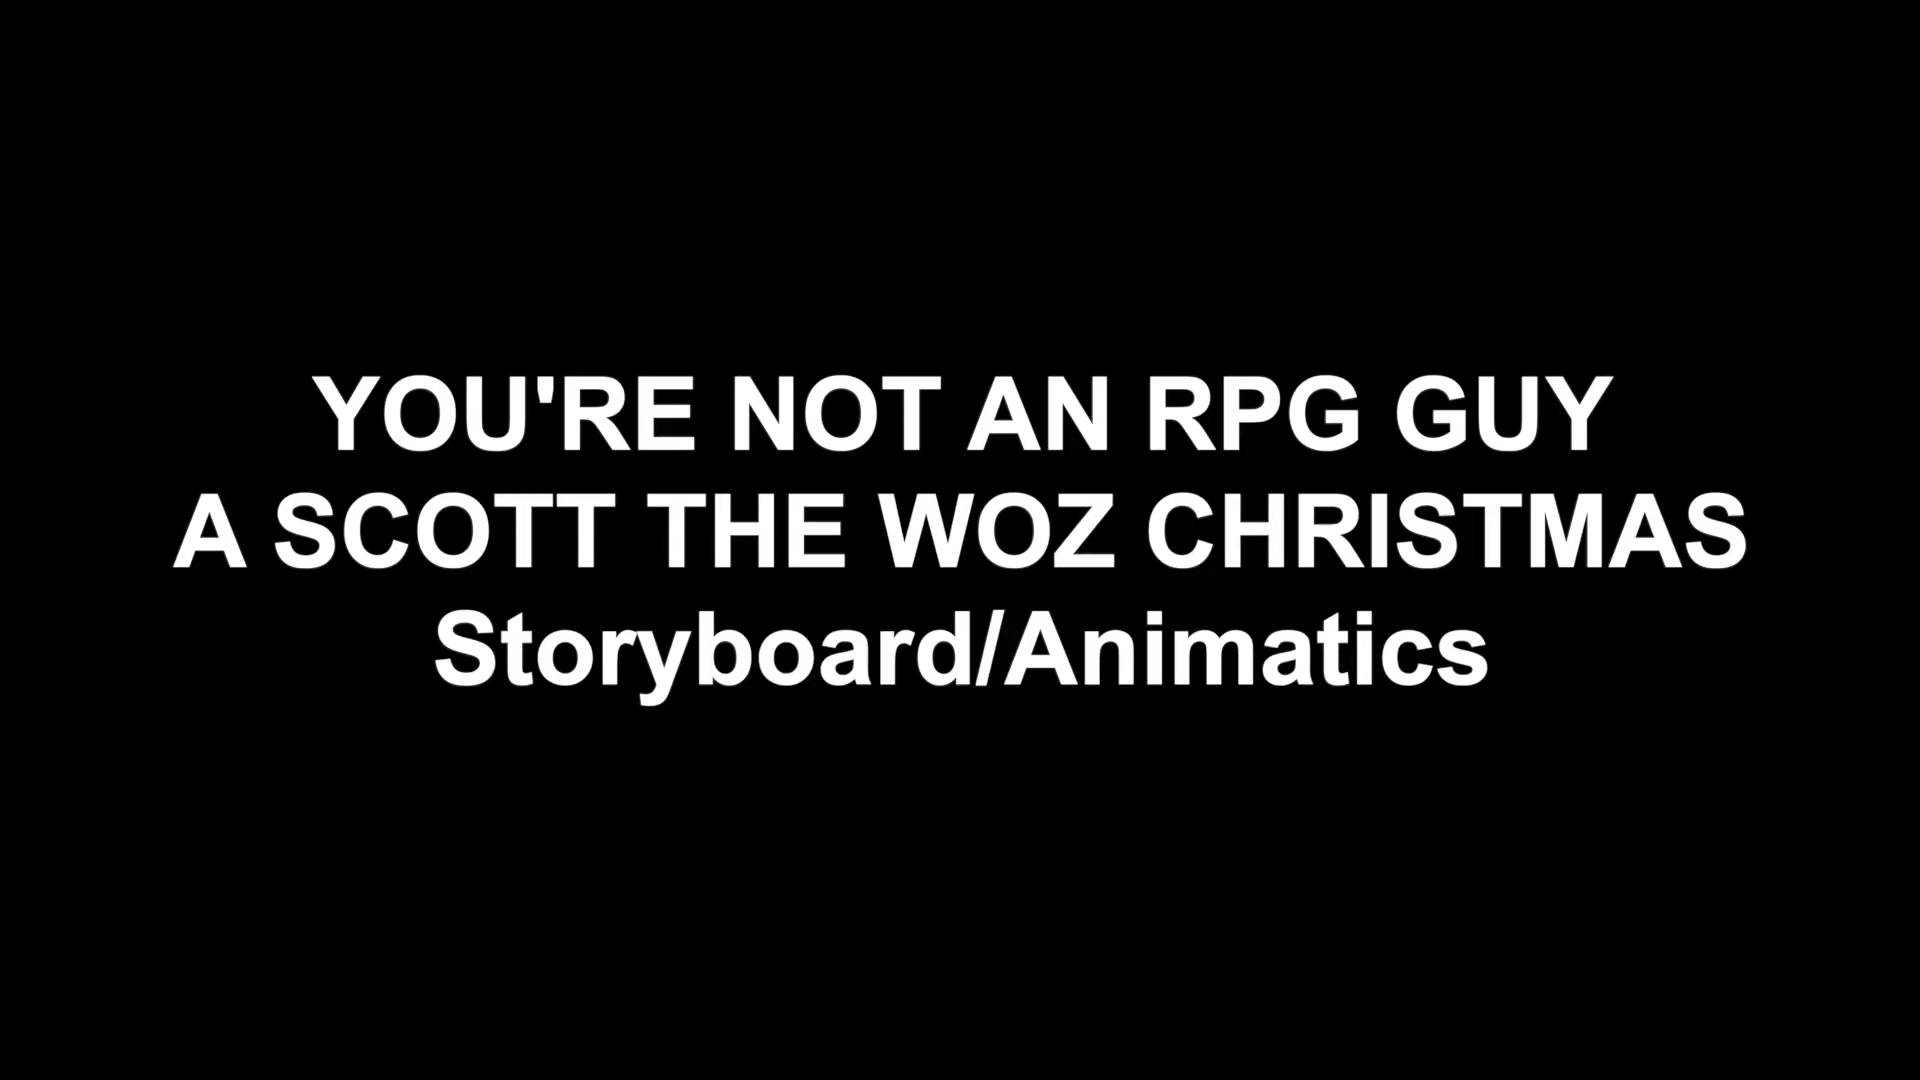 YOU'RE NOT AN RPG GUY
A SCOTT THE WOZ CHRISTMAS
Storyboard/Animatics